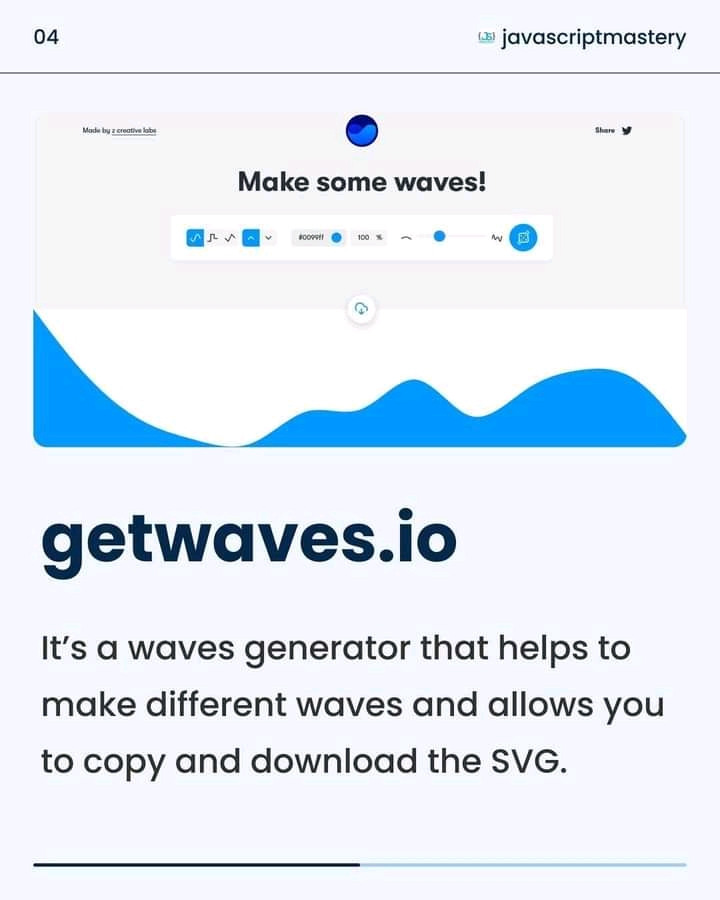 04
{JS} javascriptmastery
Made by z creative labs
Share
Make some waves!
#0099ff 100 %
getwaves.io
It’s a waves generator that helps to
make different waves and allows you
to copy and download the SVG.